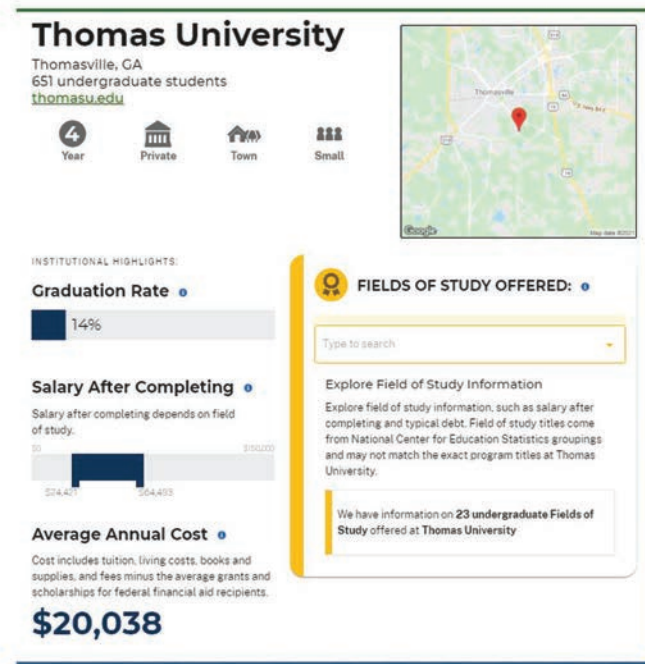 Thomas University
Thomasville, GA
651 undergraduate students
thomasu.edu
4
Year
Private
Town
Small
Thomasville
Google
Map data ©2021
INSTITUTIONAL HIGHLIGHTS:
Graduation Rate
14%
Salary After Completing
Salary after completing depends on field
of study.
$0 $150,000
$24,421 $64,493
Average Annual Cost
Cost includes tuition, living costs, books and
supplies, and fees minus the average grants and
scholarships for federal financial aid recipients.
$20,038
FIELDS OF STUDY OFFERED:
Type to search
Explore Field of Study Information
Explore field of study information, such as salary after
completing and typical debt. Field of study titles come
from National Center for Education Statistics groupings
and may not match the exact program titles at Thomas
University.
We have information on 23 undergraduate Fields of
Study offered at Thomas University